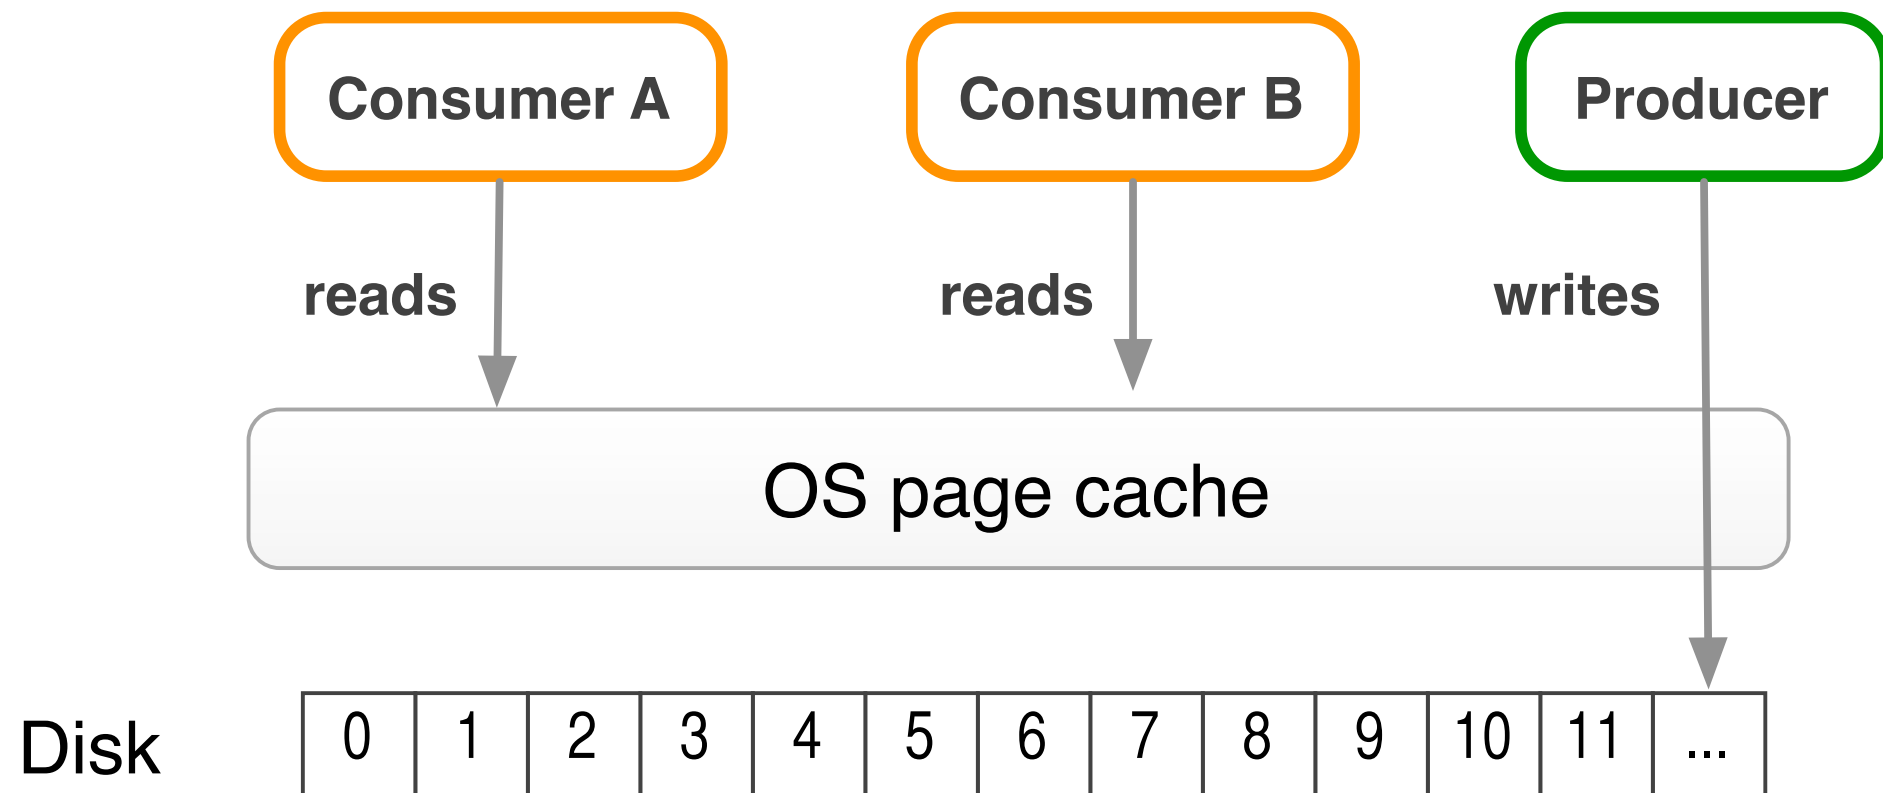 Consumer A Consumer B Producer
reads reads writes
OS page cache
Disk 0 1 2 3 4 5 6 7 8 9 10 11 ...